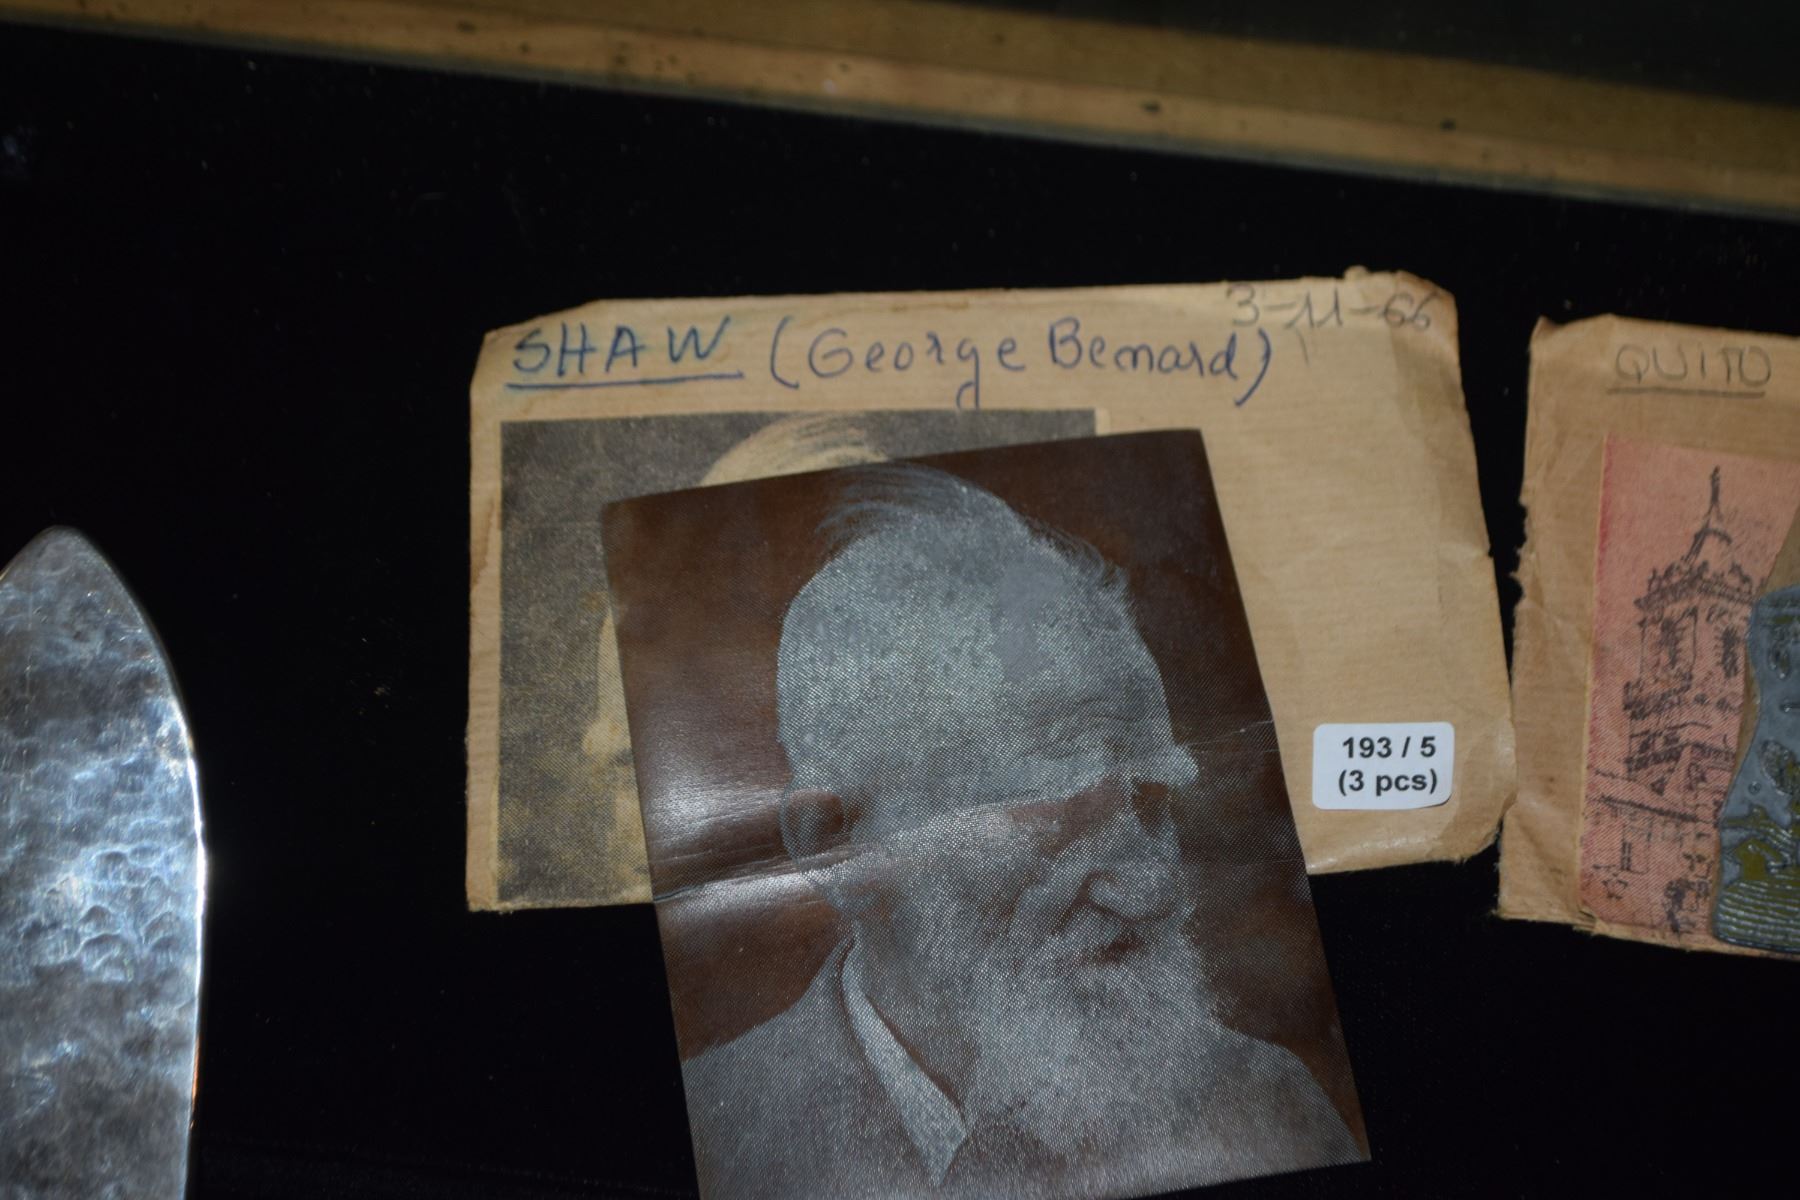 3-11-66
SHAW (George Bernard)
QUITO
193 / 5
(3 pcs)